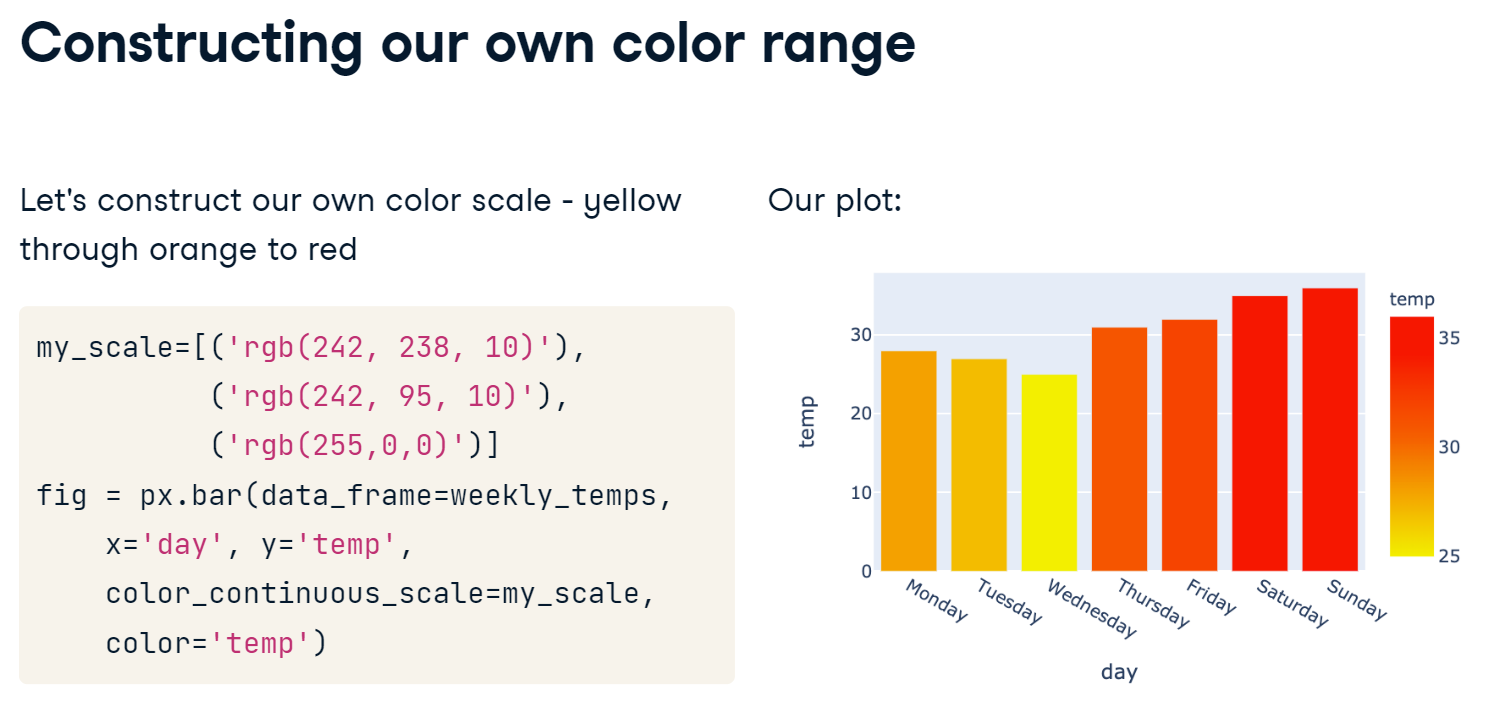 Constructing our own color range
Let's construct our own color scale - yellow
through orange to red
my_scale=[('rgb(242, 238, 10)'),
('rgb(242, 95, 10)'),
('rgb(255,0,0)')]
fig = px.bar(data_frame=weekly_temps,
x='day', y='temp',
color_continuous_scale=my_scale,
color='temp')
Our plot:
temp
30
20
10
0
Monday
Tuesday
Wednesday
Thursday
Friday
Saturday
Sunday
day
temp
35
30
25